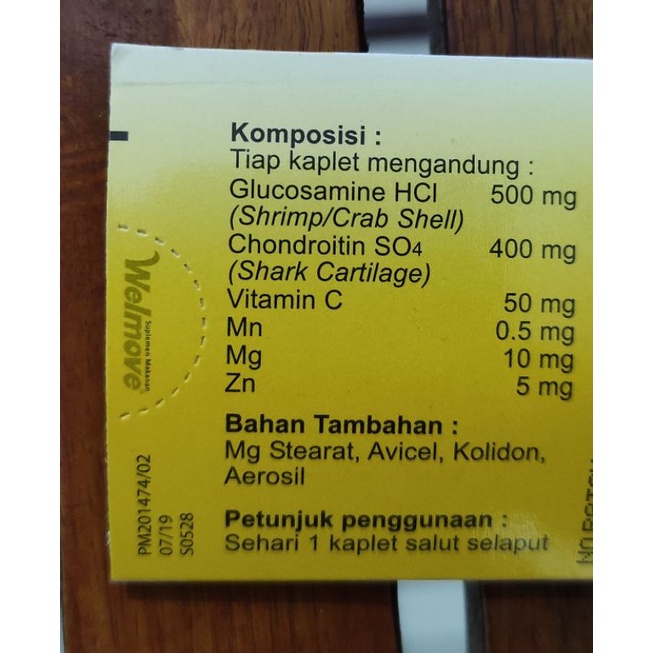 Komposisi :
Tiap kaplet mengandung :
Glucosamine HCl 500 mg
(Shrimp/Crab Shell)
Chondroitin SO4 400 mg
(Shark Cartilage)
Vitamin C 50 mg
Mn 0.5 mg
Mg 10 mg
Zn 5 mg
Bahan Tambahan :
Mg Stearat, Avicel, Kolidon,
Aerosil
Petunjuk penggunaan :
Sehari 1 kaplet salut selaput
Welmove
Suplemen Makanan
PM201474/02
07/19
S0528